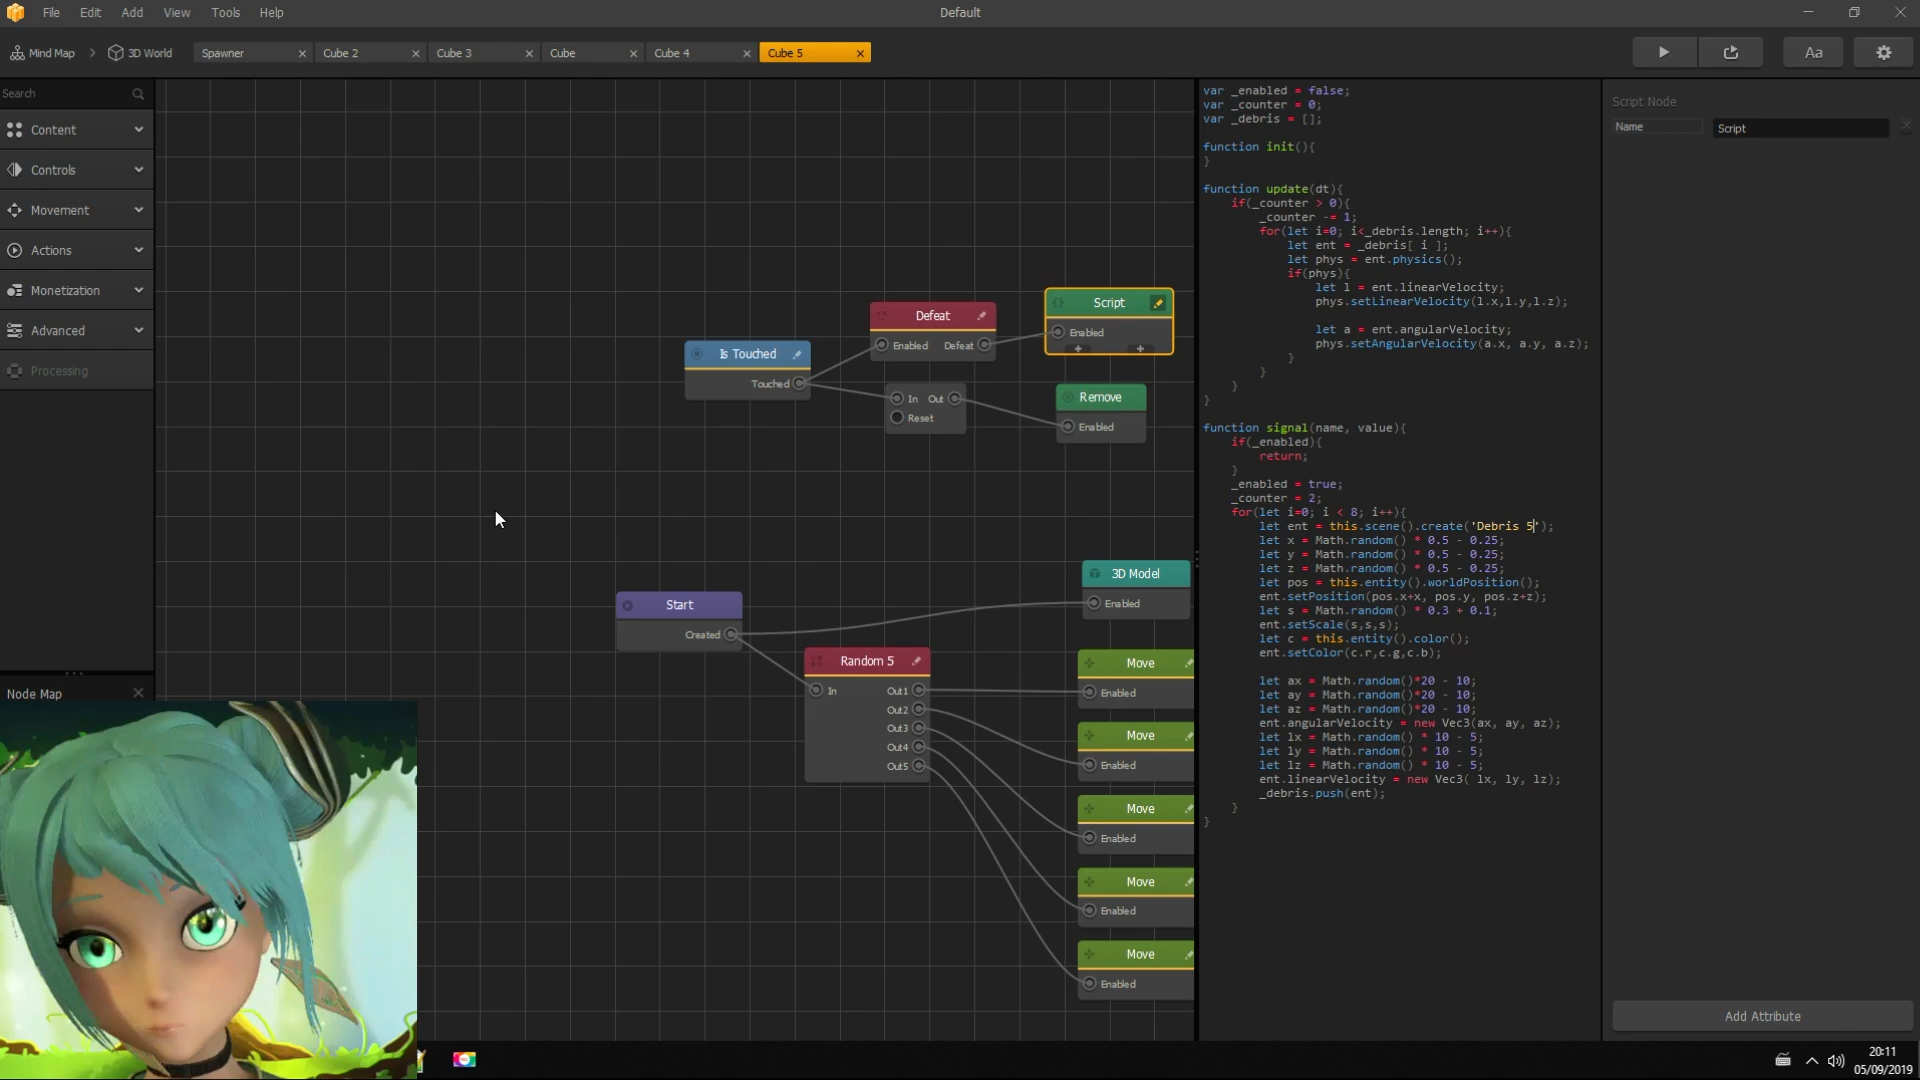 File Edit Add View Tools Help
Default
Mind Map 3D World
Spawner Cube 2 Cube 3 Cube Cube 4 Cube 5
Aa
Search
Content
Controls
Movement
Actions
Monetization
Advanced
Processing
Node Map
Is Touched
Touched
Defeat
Enabled Defeat
Script
Enabled
In Out
Reset
Remove
Enabled
Start
Created
3D Model
Enabled
Random 5
In Out1
Out2
Out3
Out4
Out5
Move
Enabled
Move
Enabled
Move
Enabled
Move
Enabled
Move
Enabled
var _enabled = false;
var _counter = 0;
var _debris = [];
function init(){
}
function update(dt){
if(_counter > 0){
_counter -= 1;
for(let i=0; i<_debris.length; i++){
let ent = _debris[ i ];
let phys = ent.physics();
if(phys){
let l = ent.linearVelocity;
phys.setLinearVelocity(l.x,l.y,l.z);
let a = ent.angularVelocity;
phys.setAngularVelocity(a.x, a.y, a.z);
}
}
}
}
function signal(name, value){
if(_enabled){
return;
}
_enabled = true;
_counter = 2;
for(let i=0; i < 8; i++){
let ent = this.scene().create('Debris 5');
let x = Math.random() * 0.5 - 0.25;
let y = Math.random() * 0.5 - 0.25;
let z = Math.random() * 0.5 - 0.25;
let pos = this.entity().worldPosition();
ent.setPosition(pos.x+x, pos.y, pos.z+z);
let s = Math.random() * 0.3 + 0.1;
ent.setScale(s,s,s);
let c = this.entity().color();
ent.setColor(c.r,c.g,c.b);
let ax = Math.random()*20 - 10;
let ay = Math.random()*20 - 10;
let az = Math.random()*20 - 10;
ent.angularVelocity = new Vec3(ax, ay, az);
let lx = Math.random() * 10 - 5;
let ly = Math.random() * 10 - 5;
let lz = Math.random() * 10 - 5;
ent.linearVelocity = new Vec3( lx, ly, lz);
_debris.push(ent);
}
}
Script Node
Name Script
Add Attribute
20:11
05/09/2019